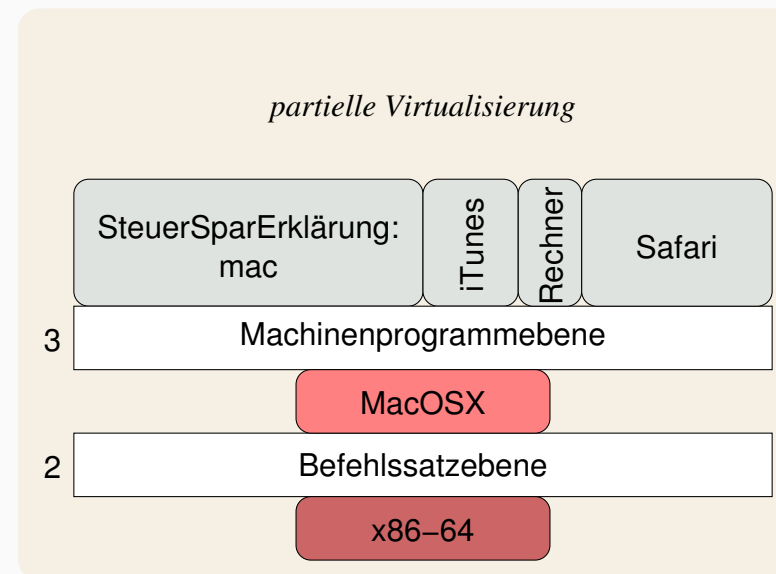 partielle Virtualisierung
SteuerSparErklärung:
mac
iTunes
Rechner
Safari
3
Machinenprogrammebene
MacOSX
2
Befehlssatzebene
x86−64